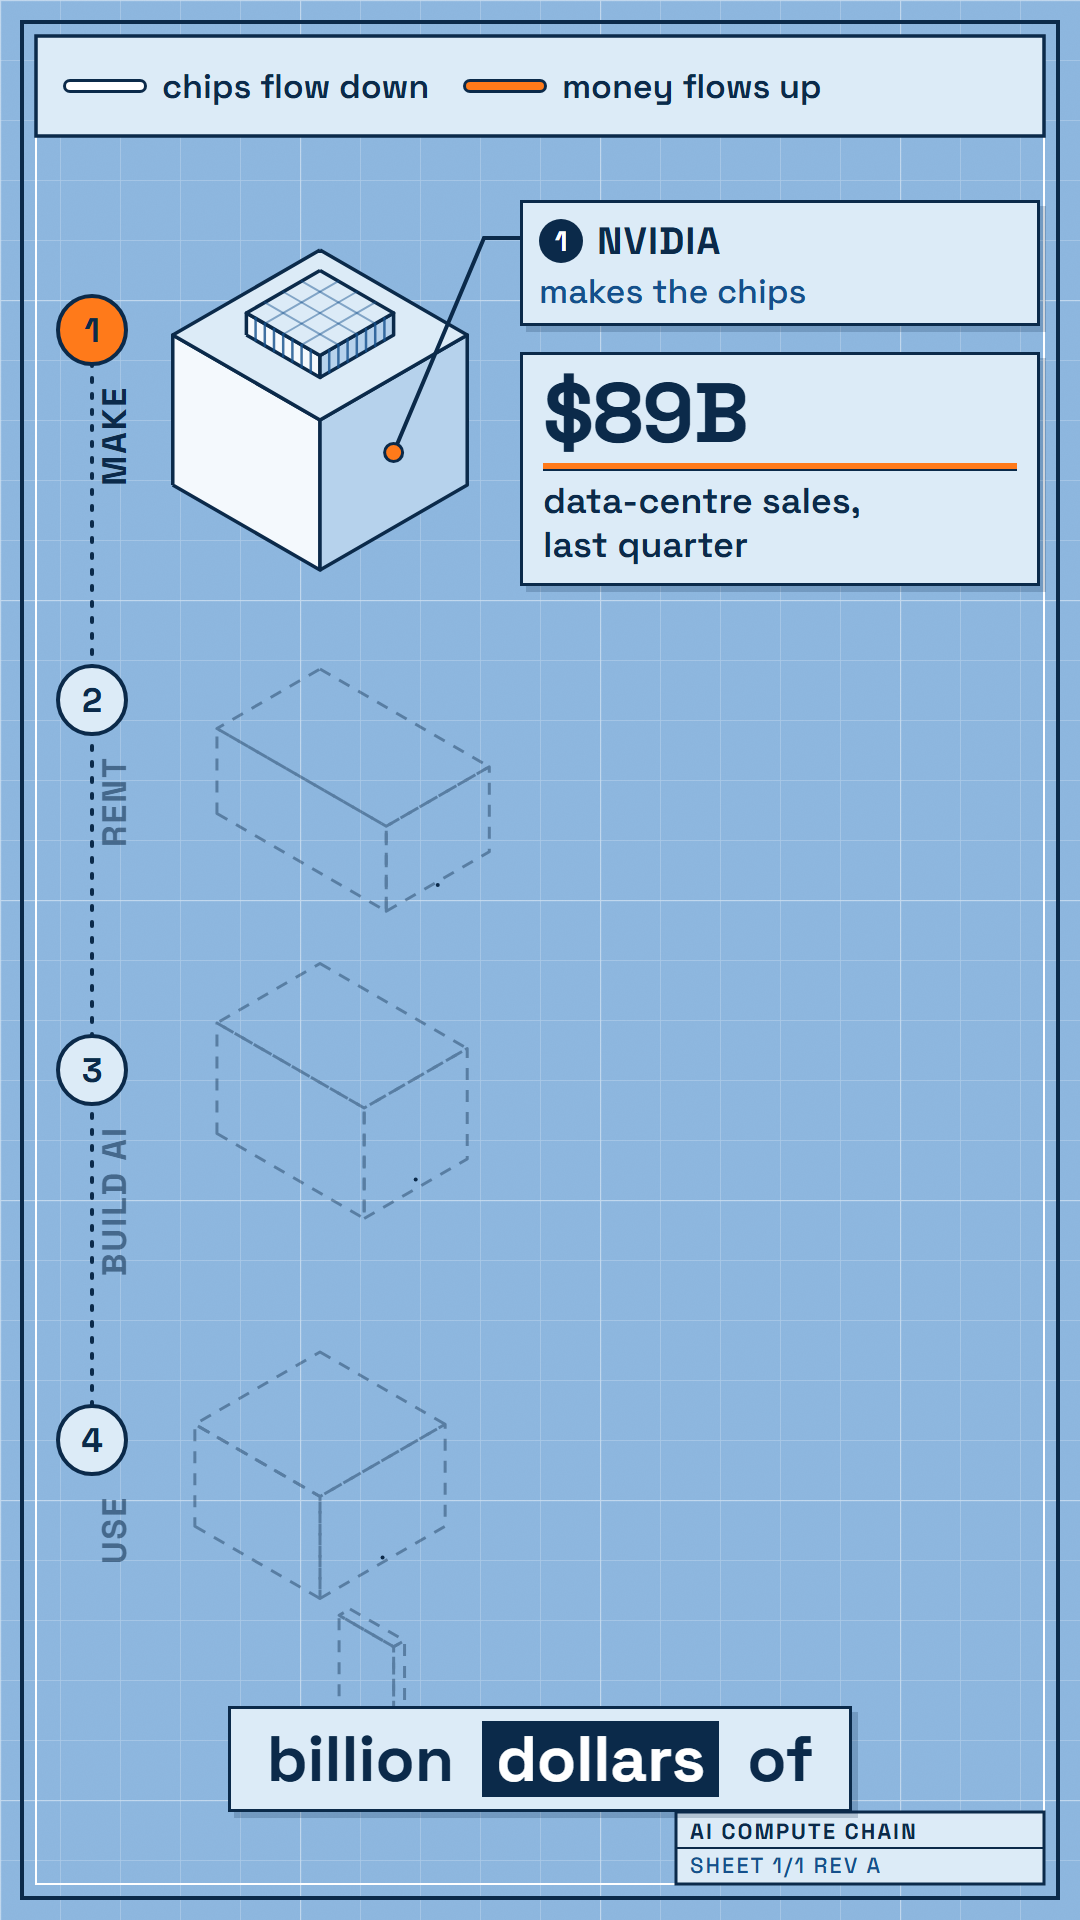 chips flow down money flows up
1 NVIDIA
makes the chips
1
MAKE
$89B
data-centre sales,
last quarter
2
RENT
3
BUILD AI
4
USE
billion dollars of
AI COMPUTE CHAIN
SHEET 1/1 REV A